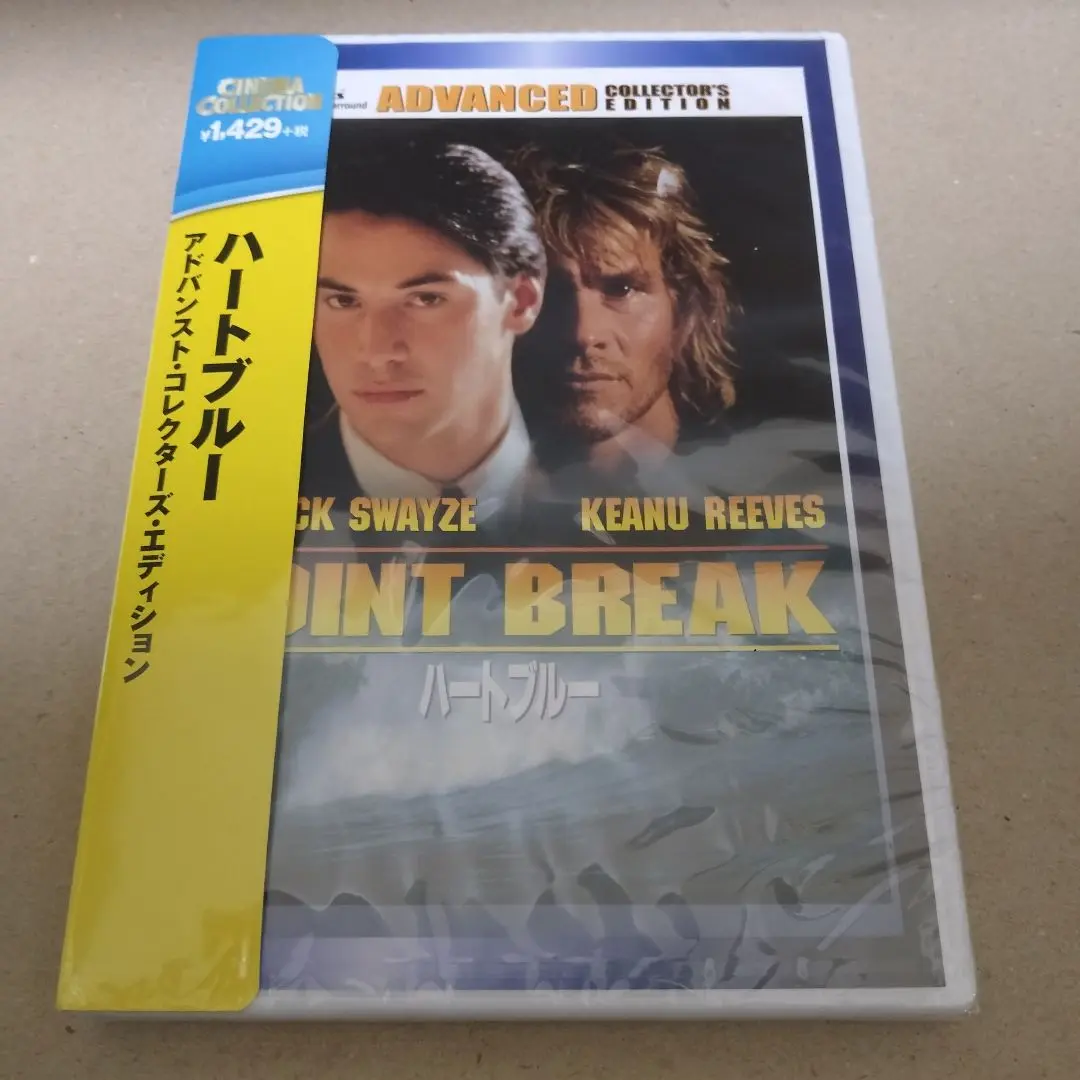 CINEMA
COLLECTION
¥1,429+税
ハートブルー
アドバンスト・コレクターズ・エディション
ADVANCED COLLECTOR'S
EDITION
CK SWAYZE KEANU REEVES
OINT BREAK
ハートブルー